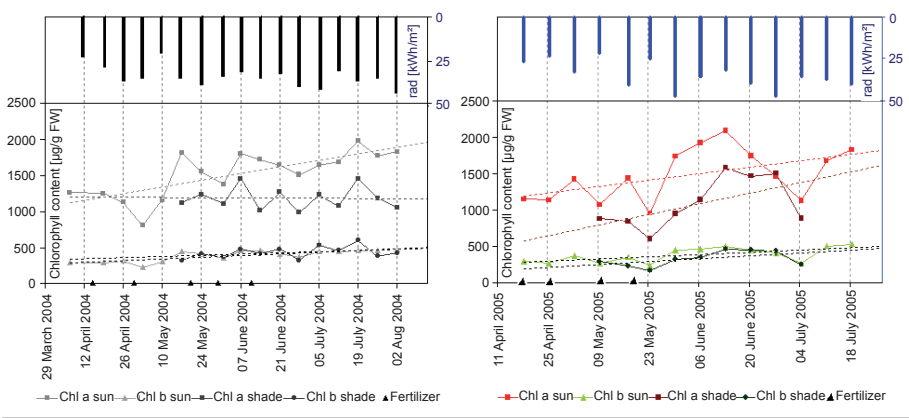 0
25
50
rad [kWh/m²]
2500
2000
1500
1000
500
0
Chlorophyll content [µg/g FW]
29 March 2004
12 April 2004
26 April 2004
10 May 2004
24 May 2004
07 June 2004
21 June 2004
05 July 2004
19 July 2004
02 Aug 2004
Chl a sun Chl b sun Chl a shade Chl b shade Fertilizer
0
25
50
rad [kWh/m²]
2500
2000
1500
1000
500
0
Chlorophyll content [µg/g FW]
11 April 2005
25 April 2005
09 May 2005
23 May 2005
06 June 2005
20 June 2005
04 July 2005
18 July 2005
Chl a sun Chl b sun Chl a shade Chl b shade Fertilizer